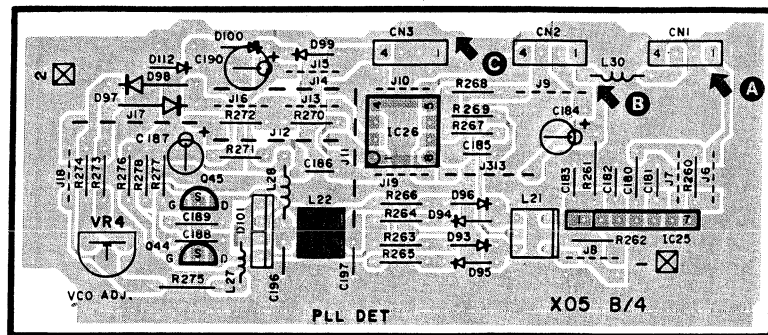 D100
D99
CN3
CN2
CN1
D112
C190
4 1
4 1
4 1
J15
C
L30
2
D98
J14
J10
R268
J9
B
A
D97
J16
J13
4 5
R269
C184
J17
R272
R270
IC26
R267
C187
J12
J11
C185
R271
C186
1 8
J313
J18
R274
R273
R276
R278
R277
Q45
L28
J19
C183
R261
C182
C180
C181
J7
R260
J6
G S D
L22
R266
D96
L21
VR4
C189
D101
R264
D94
1 7
Q44
C188
R263
D93
R262
IC25
G S D
R265
D95
J8
R275
L27
C196
C197
VCO ADJ.
PLL DET
X05 B/4